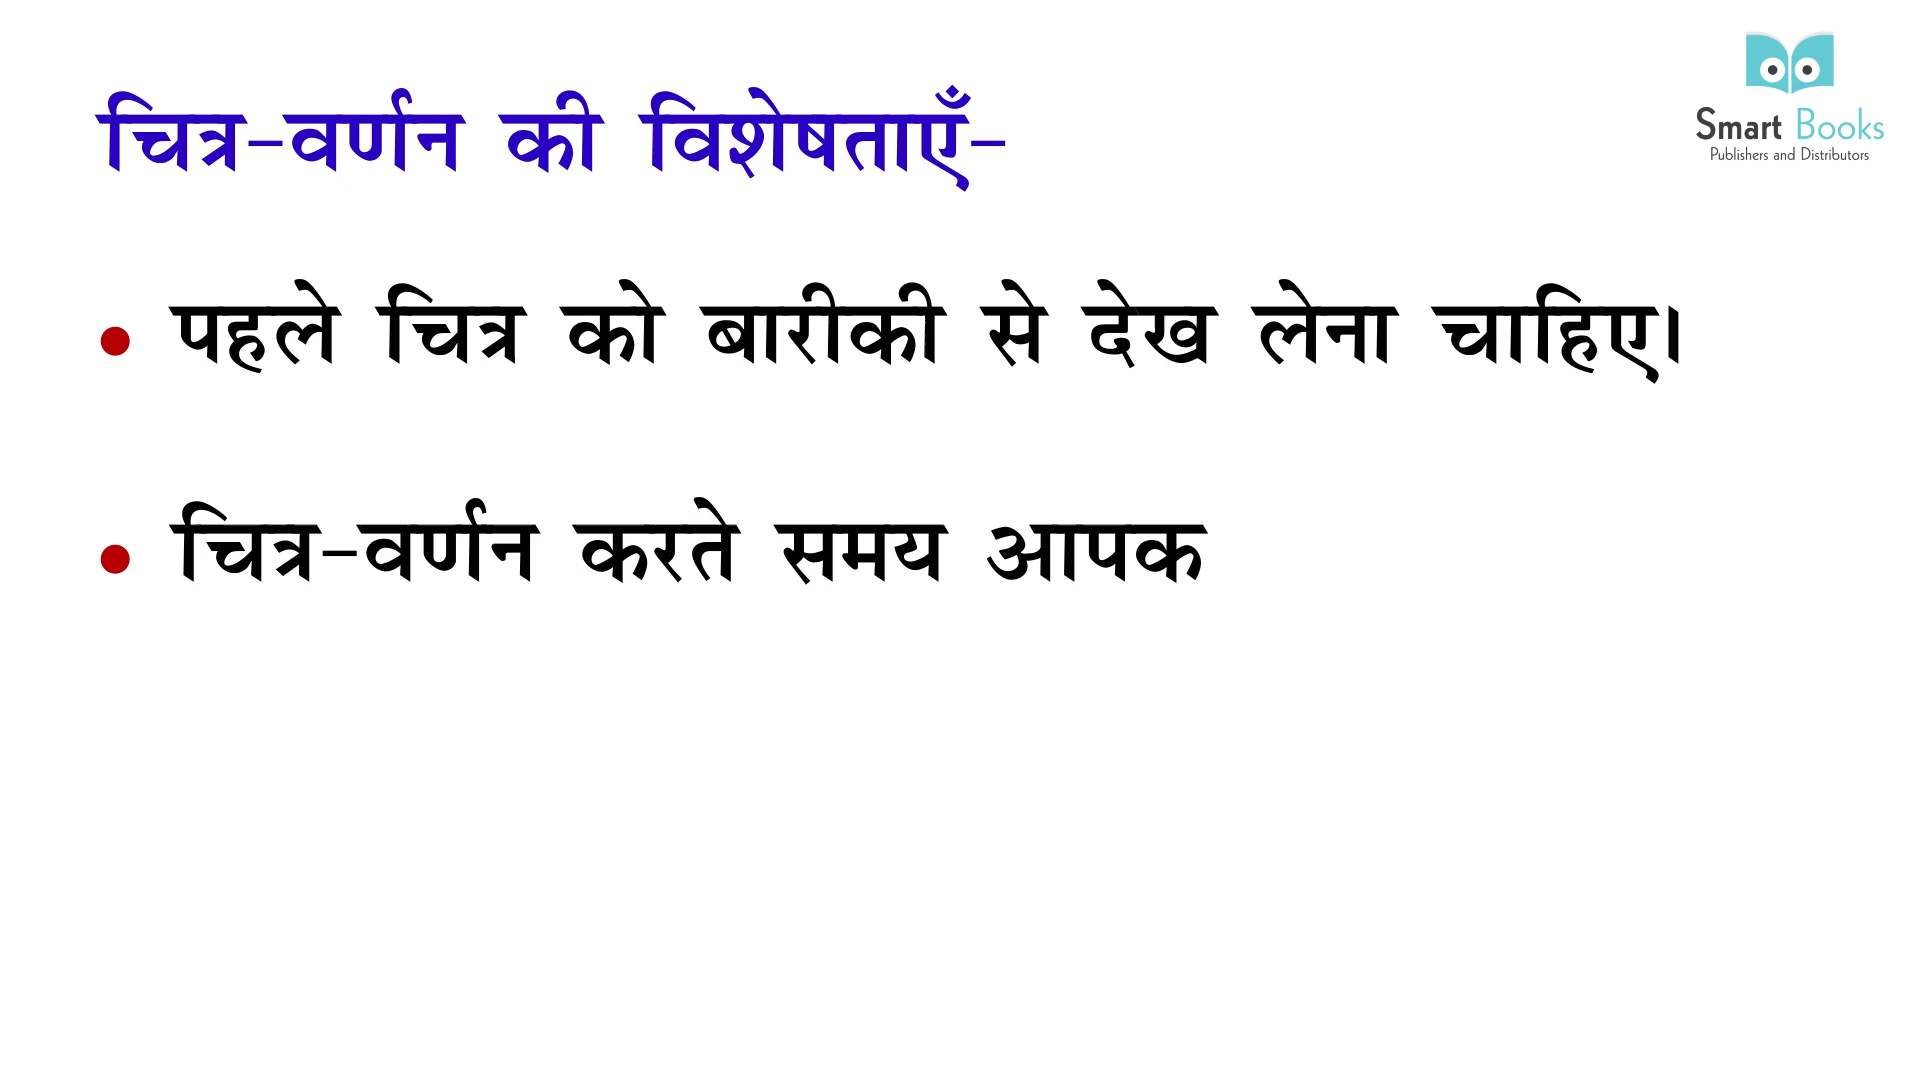 चित्र-वर्णन की विशेषताएँ-
Smart Books
Publishers and Distributors
• पहले चित्र को बारीकी से देख लेना चाहिए।
• चित्र-वर्णन करते समय आपक